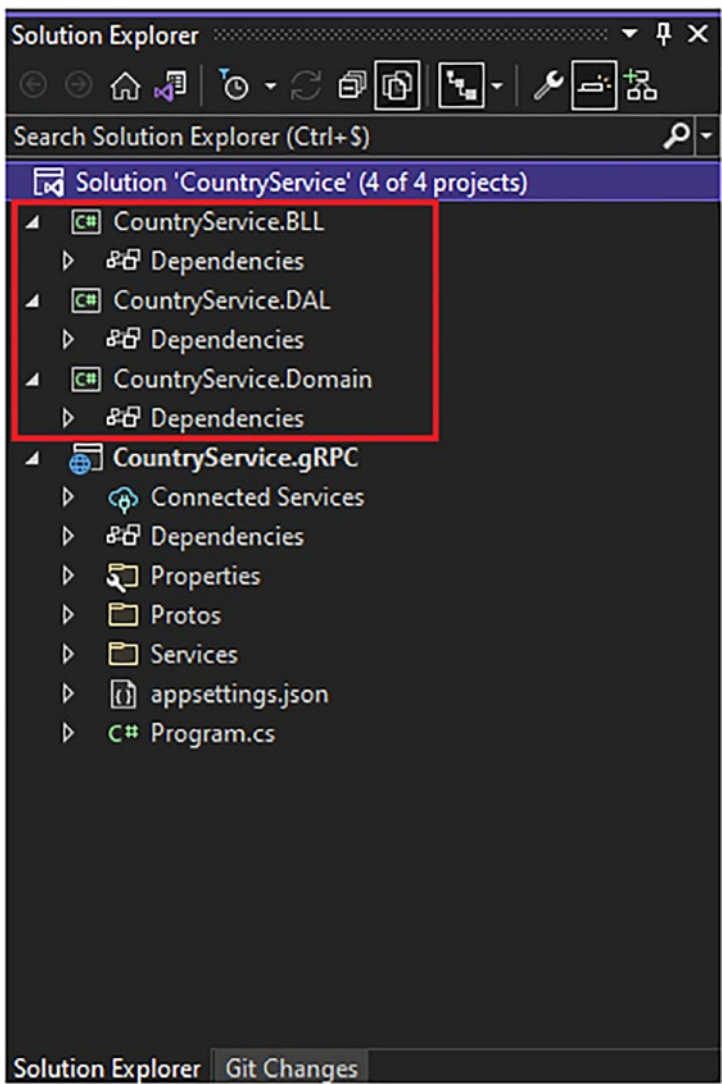 Solution Explorer
Search Solution Explorer (Ctrl+$)
Solution 'CountryService' (4 of 4 projects)
C# CountryService.BLL
Dependencies
C# CountryService.DAL
Dependencies
C# CountryService.Domain
Dependencies
CountryService.gRPC
Connected Services
Dependencies
Properties
Protos
Services
appsettings.json
C# Program.cs
Solution Explorer Git Changes